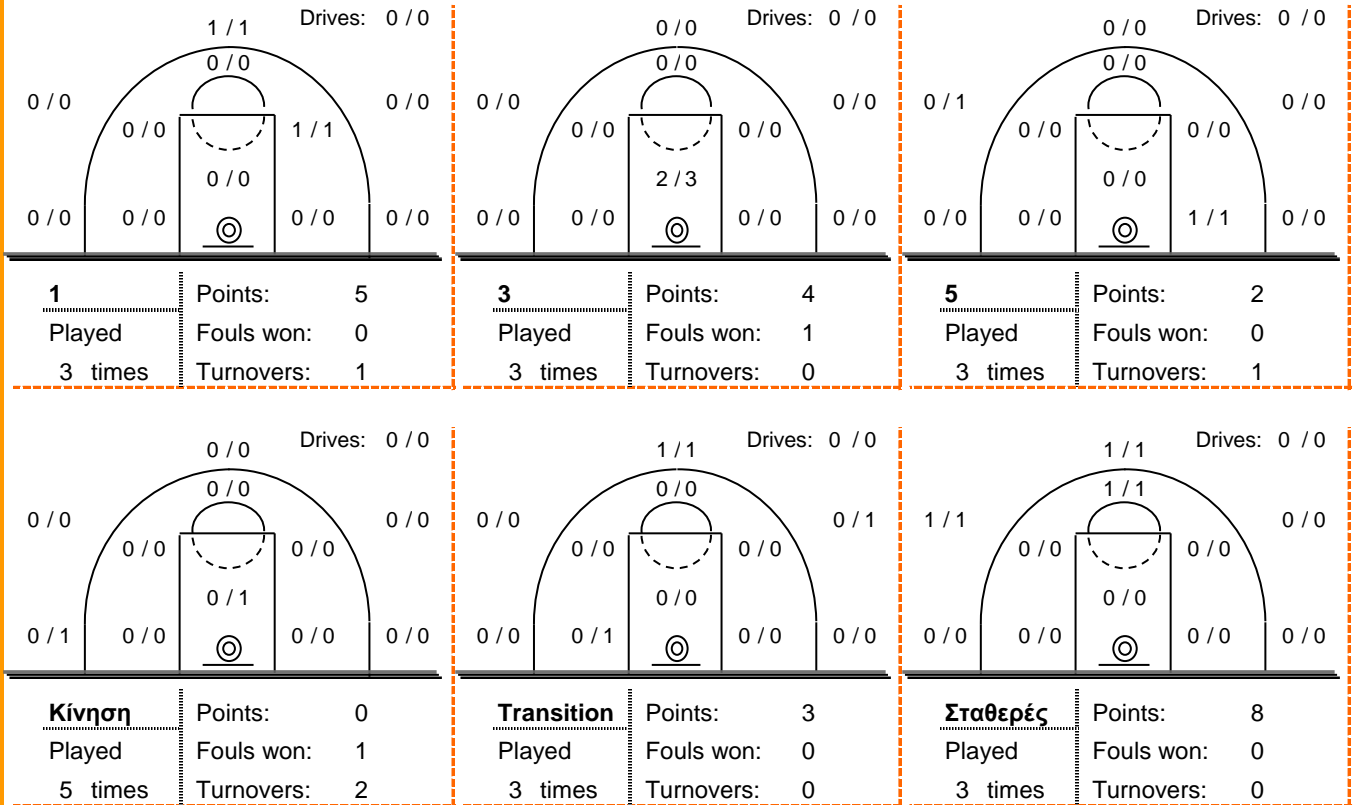 Drives: 0 / 0
1 / 1
0 / 0
0 / 0 0 / 0
0 / 0 1 / 1
0 / 0
0 / 0 0 / 0 0 / 0 0 / 0
1 Points: 5
Played Fouls won: 0
3 times Turnovers: 1
Drives: 0 / 0
0 / 0
0 / 0
0 / 0 0 / 0
0 / 0 0 / 0
2 / 3
0 / 0 0 / 0 0 / 0 0 / 0
3 Points: 4
Played Fouls won: 1
3 times Turnovers: 0
Drives: 0 / 0
0 / 0
0 / 0
0 / 1 0 / 0
0 / 0 0 / 0
0 / 0
0 / 0 0 / 0 1 / 1 0 / 0
5 Points: 2
Played Fouls won: 0
3 times Turnovers: 1
Drives: 0 / 0
0 / 0
0 / 0
0 / 0 0 / 0
0 / 0 0 / 0
0 / 1
0 / 1 0 / 0 0 / 0 0 / 0
Κίνηση Points: 0
Played Fouls won: 1
5 times Turnovers: 2
Drives: 0 / 0
1 / 1
0 / 0
0 / 0 0 / 1
0 / 0 0 / 0
0 / 0
0 / 0 0 / 1 0 / 0 0 / 0
Transition Points: 3
Played Fouls won: 0
3 times Turnovers: 0
Drives: 0 / 0
1 / 1
1 / 1
1 / 1 0 / 0
0 / 0 0 / 0
0 / 0
0 / 0 0 / 0 0 / 0 0 / 0
Σταθερές Points: 8
Played Fouls won: 0
3 times Turnovers: 0